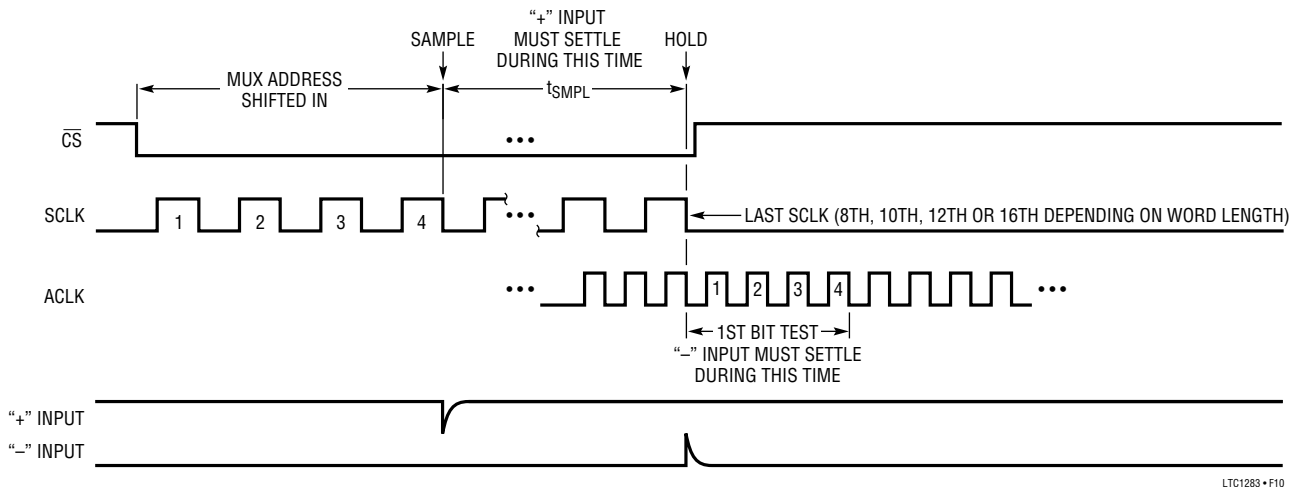 “+” INPUT
MUST SETTLE
DURING THIS TIME
SAMPLE
HOLD
MUX ADDRESS
SHIFTED IN
tSMPL
CS
•••
SCLK
1 2 3 4
•••
LAST SCLK (8TH, 10TH, 12TH OR 16TH DEPENDING ON WORD LENGTH)
ACLK
•••
1 2 3 4
•••
1ST BIT TEST
“–” INPUT MUST SETTLE
DURING THIS TIME
“+” INPUT
“–” INPUT
LTC1283 • F10